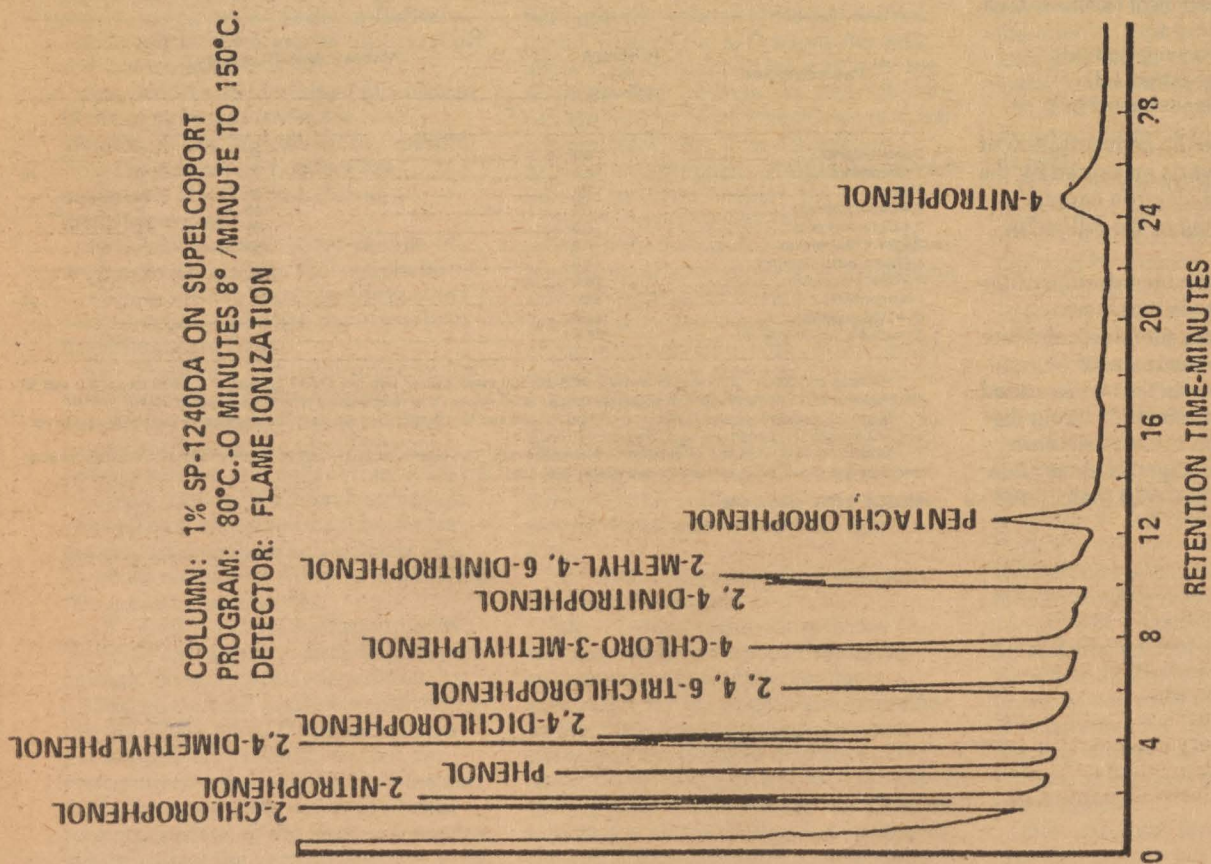 COLUMN: 1% SP-1240DA ON SUPELCOPORT
PROGRAM: 80°C.-O MINUTES 8° /MINUTE TO 150°C.
DETECTOR: FLAME IONIZATION
2-CHLOROPHENOL
2-NITROPHENOL
PHENOL
2,4-DIMETHYLPHENOL
2,4-DICHLOROPHENOL
2, 4, 6-TRICHLOROPHENOL
4-CHLORO-3-METHYLPHENOL
2, 4-DINITROPHENOL
2-METHYL-4, 6-DINITROPHENOL
PENTACHLOROPHENOL
4-NITROPHENOL
0 4 8 12 16 20 24 28
RETENTION TIME-MINUTES